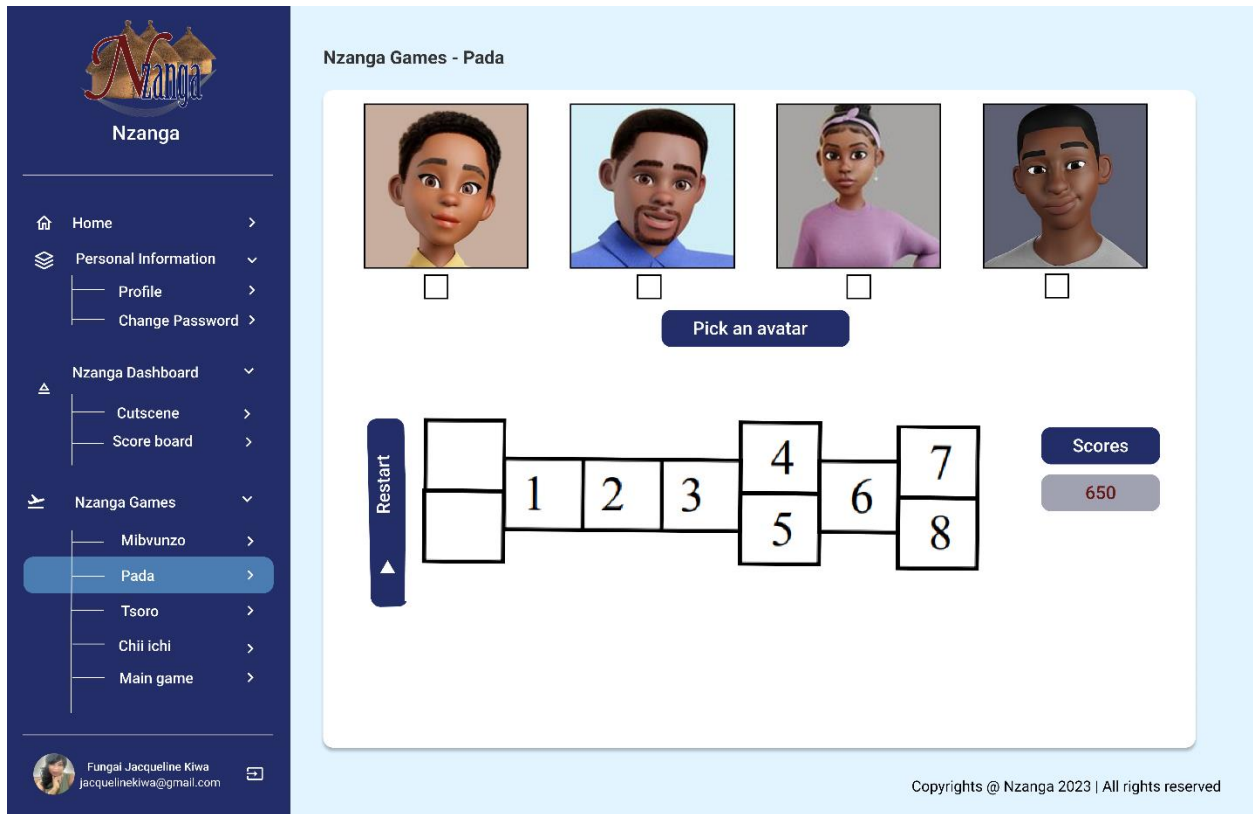 Nzanga
Nzanga
Home
Personal Information
Profile
Change Password
Nzanga Dashboard
Cutscene
Score board
Nzanga Games
Mibvunzo
Pada
Tsoro
Chii ichi
Main game
Fungai Jacqueline Kiwa
jacquelinekiwa@gmail.com
Nzanga Games - Pada
Pick an avatar
Restart
1 2 3 4 5 6 7 8
Scores
650
Copyrights @ Nzanga 2023 | All rights reserved